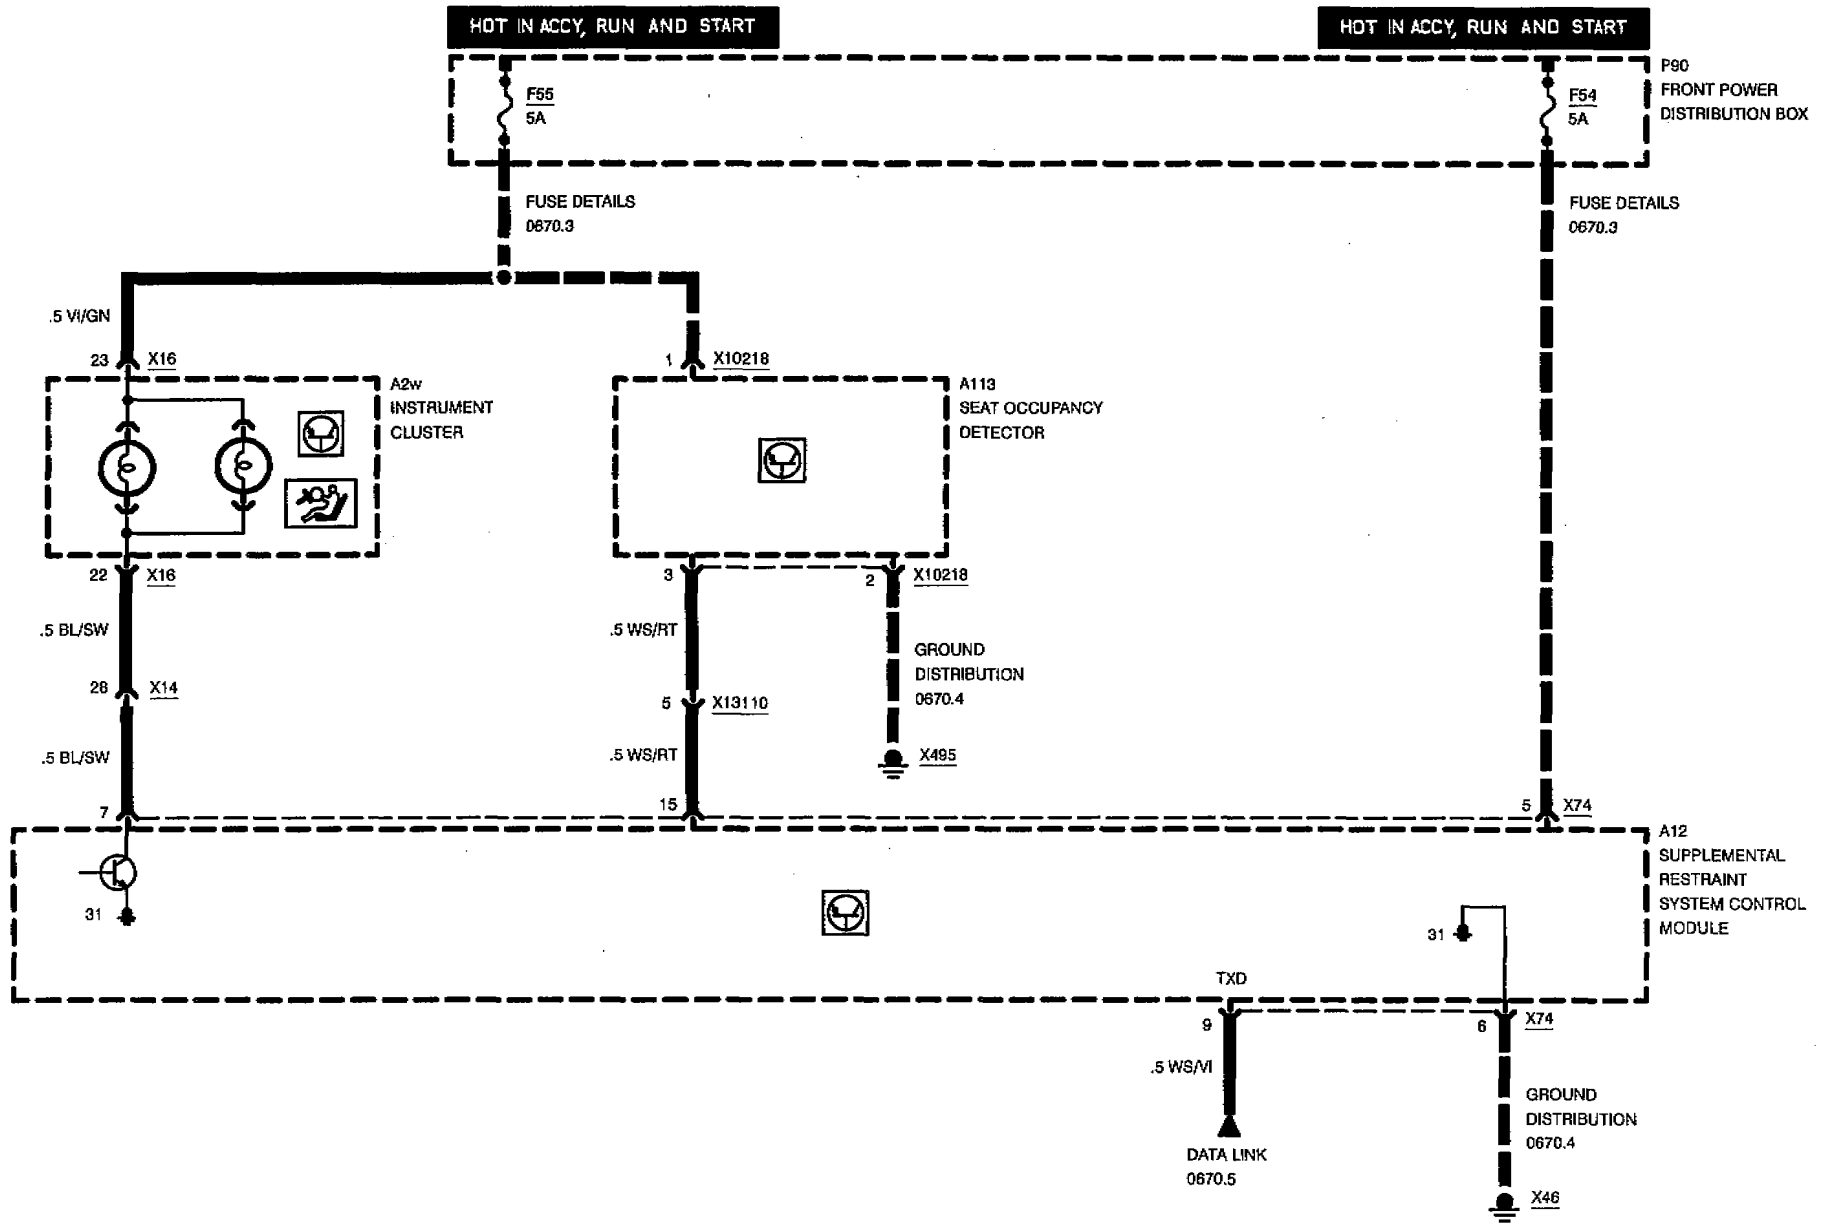 HOT IN ACCY, RUN AND START
HOT IN ACCY, RUN AND START
F55
5A
F54
5A
P90
FRONT POWER
DISTRIBUTION BOX
FUSE DETAILS
0670.3
FUSE DETAILS
0670.3
.5 VI/GN
23 X16
1 X10218
A2w
INSTRUMENT
CLUSTER
A113
SEAT OCCUPANCY
DETECTOR
22 X16
3
2 X10218
.5 BL/SW
.5 WS/RT
GROUND
DISTRIBUTION
0670.4
28 X14
5 X13110
.5 BL/SW
.5 WS/RT
X495
7
15
5 X74
A12
SUPPLEMENTAL
RESTRAINT
SYSTEM CONTROL
MODULE
31
31
TXD
9
6 X74
.5 WS/VI
GROUND
DISTRIBUTION
0670.4
DATA LINK
0670.5
X46